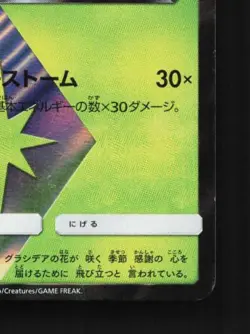 ストーム 30×
基本エネルギーの数×30ダメージ。
にげる
グラシデアの花が 咲く 季節 感謝の 心を
届けるために 飛び立つと 言われている。
/Creatures/GAME FREAK.